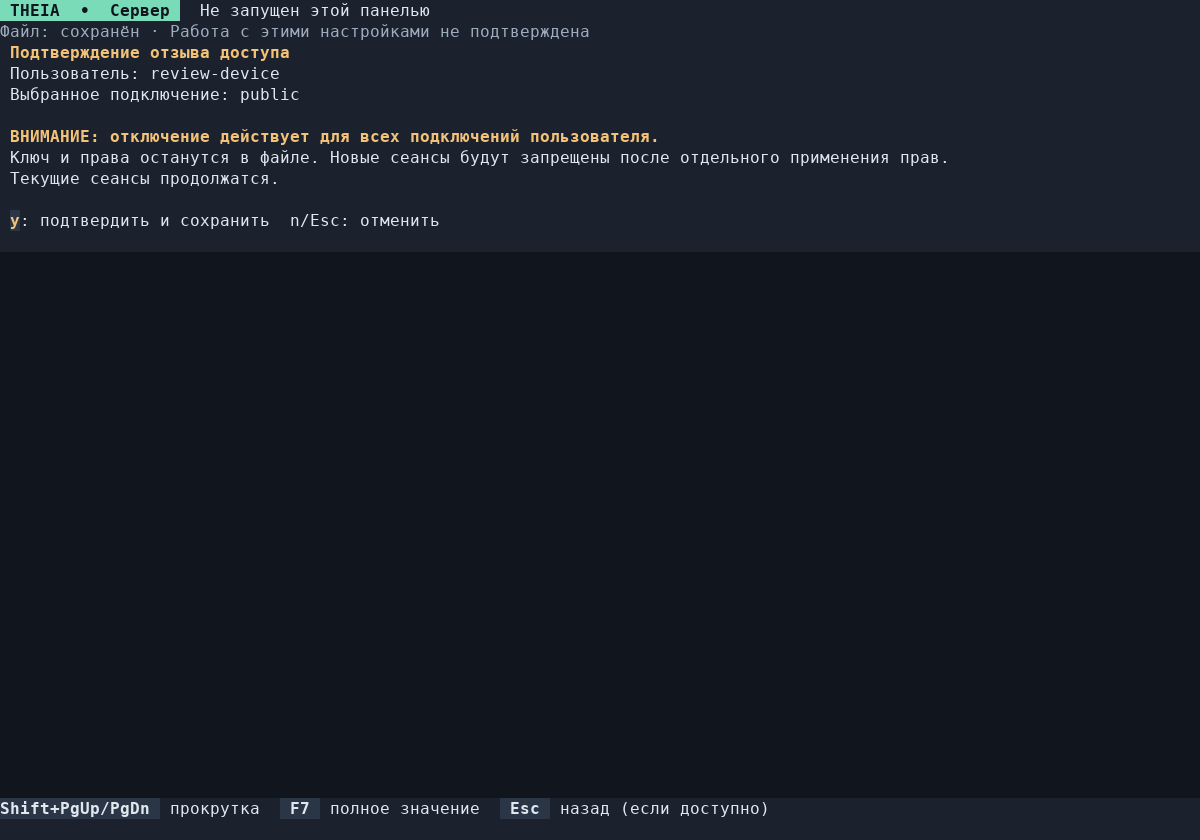 THEIA • Сервер Не запущен этой панелью
Файл: сохранён · Работа с этими настройками не подтверждена
Подтверждение отзыва доступа
Пользователь: review-device
Выбранное подключение: public
ВНИМАНИЕ: отключение действует для всех подключений пользователя.
Ключ и права останутся в файле. Новые сеансы будут запрещены после отдельного применения прав.
Текущие сеансы продолжатся.
y: подтвердить и сохранить n/Esc: отменить
Shift+PgUp/PgDn прокрутка F7 полное значение Esc назад (если доступно)